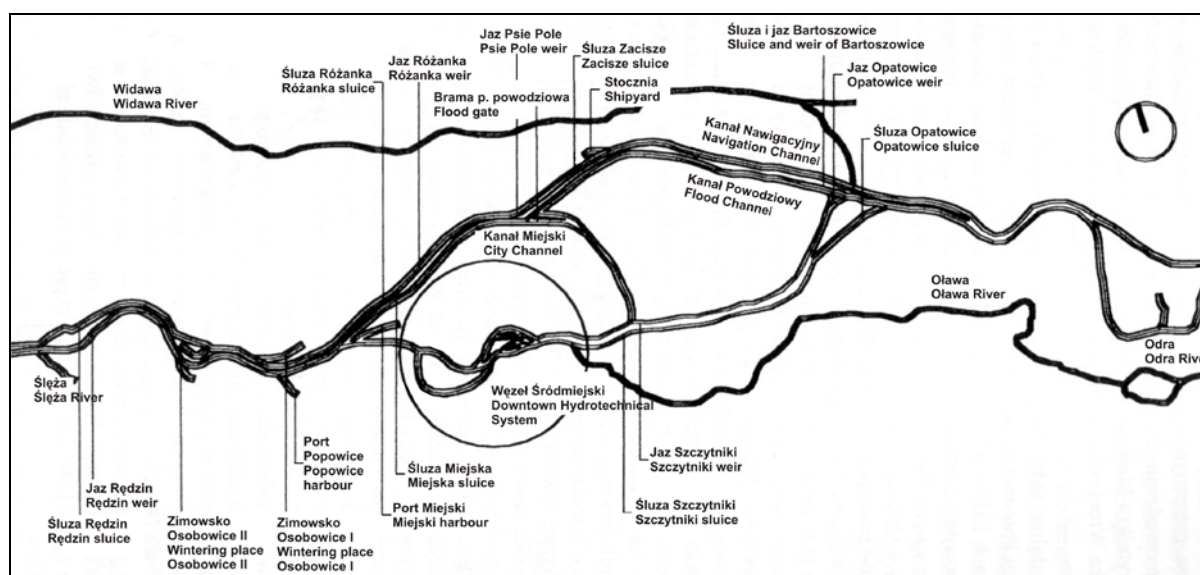 Jaz Psie Pole
Psie Pole weir
Śluza i jaz Bartoszowice
Sluice and weir of Bartoszowice
Śluza Zacisze
Zacisze sluice
Jaz Różanka
Różanka weir
Jaz Opatowice
Opatowice weir
Śluza Różanka
Różanka sluice
Stocznia
Shipyard
Widawa
Widawa River
Brama p. powodziowa
Flood gate
Śluza Opatowice
Opatowice sluice
Kanał Nawigacyjny
Navigation Channel
Kanał Powodziowy
Flood Channel
Kanał Miejski
City Channel
Oława
Oława River
Odra
Odra Rive
Ślęża
Ślęża River
Węzeł Śródmiejski
Downtown Hydrotechnical
System
Port
Popowice
Popowice
harbour
Jaz Szczytniki
Szczytniki weir
Śluza Miejska
Miejska sluice
Jaz Rędzin
Rędzin weir
Port Miejski
Miejski harbour
Śluza Szczytniki
Szczytniki sluice
Śluza Rędzin
Rędzin sluice
Zimowsko
Osobowice II
Wintering place
Osobowice II
Zimowsko
Osobowice I
Wintering place
Osobowice I